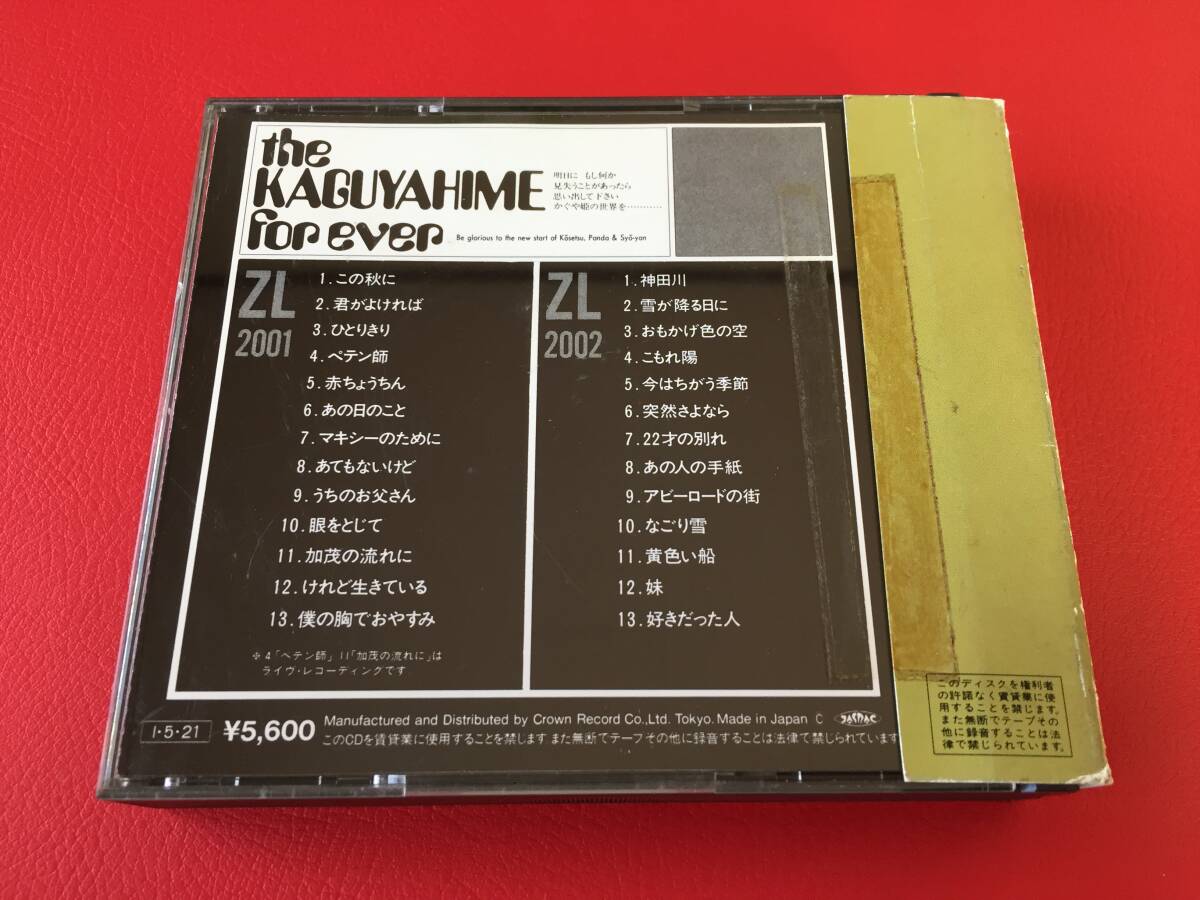 the
KAGUYAHIME
for ever
明日に もし何か
見失うことがあったら
思い出して下さい
かぐや姫の世界を…………
Be glorious to the new start of Kōsetsu, Panda & Syō-yan
ZL
2001
1.この秋に
2.君がよければ
3.ひとりきり
4.ペテン師
5.赤ちょうちん
6.あの日のこと
7.マキシーのために
8.あてもないけど
9.うちのお父さん
10.眼をとじて
11.加茂の流れに
12.けれど生きている
13.僕の胸でおやすみ
※4「ペテン師」11「加茂の流れに」は
ライヴ・レコーディングです
ZL
2002
1.神田川
2.雪が降る日に
3.おもかげ色の空
4.こもれ陽
5.今はちがう季節
6.突然さよなら
7.22才の別れ
8.あの人の手紙
9.アビーロードの街
10.なごり雪
11.黄色い船
12.妹
13.好きだった人
I・5・21
¥5,600
Manufactured and Distributed by Crown Record Co.,Ltd. Tokyo. Made in Japan C
JASRAC
このCDを賃貸業に使用することを禁します また無断でテープその他に録音することは法律で禁じられています
このディスクを権利者
の許諾なく賃貸業に使
用することを禁じます。
また無断でテープその
他に録音することは法
律で禁じられています。